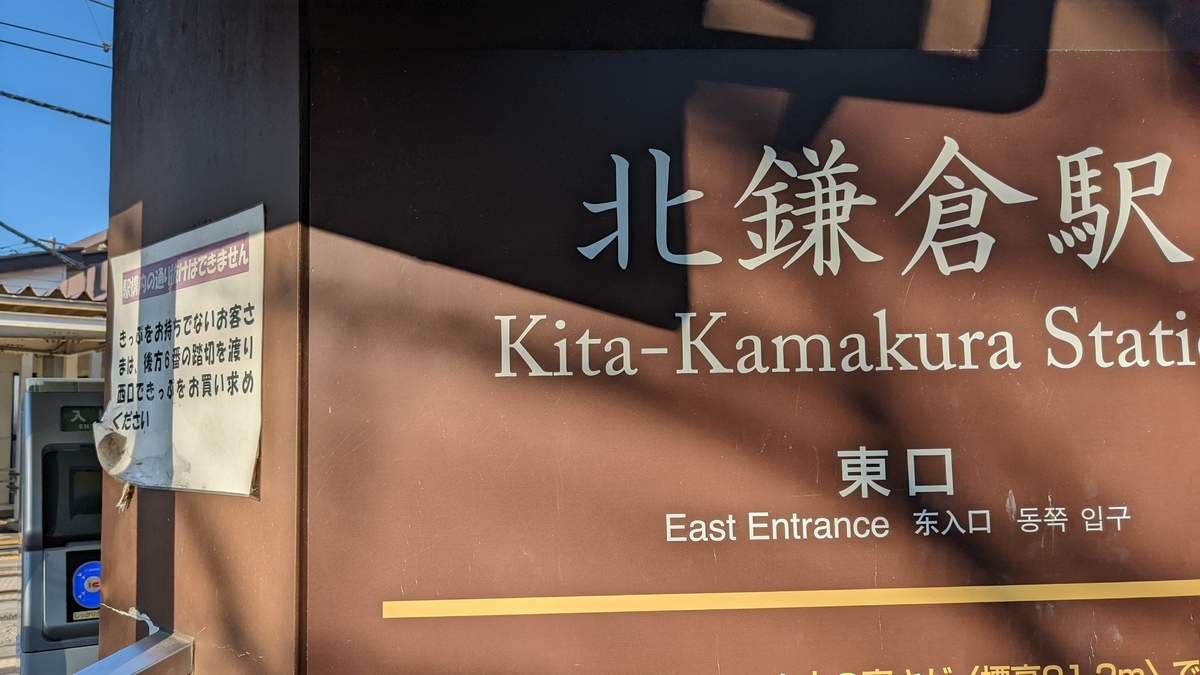 駅構内の通り抜けはできません
きっぷをお持ちでないお客さ
まは、後方6番の踏切を渡り
西口できっぷをお買い求め
ください
入
北鎌倉駅
Kita-Kamakura Stati
東口
East Entrance 东入口 동쪽 입구